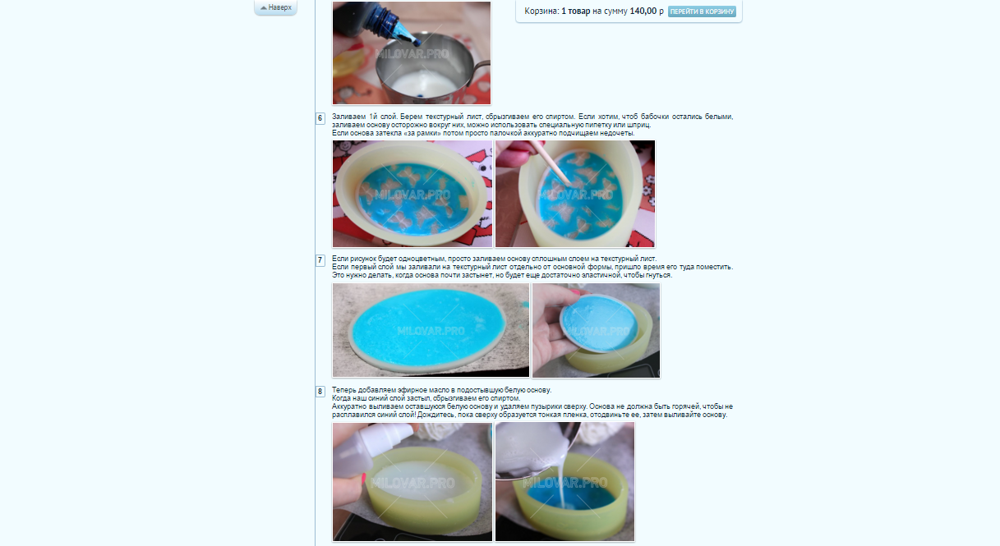 Наверх
Корзина: 1 товар на сумму 140,00 р ПЕРЕЙТИ В КОРЗИНУ
MILOVAR.PRO
6
Заливаем 1й слой. Берем текстурный лист, сбрызгиваем его спиртом. Если хотим, чтоб бабочки остались белыми,
заливаем основу осторожно вокруг них, можно использовать специальную пипетку или шприц.
Если основа затекла «за рамки» потом просто палочкой аккуратно подчищаем недочеты.
MILOVAR.PRO MILOVAR.PRO
7
Если рисунок будет одноцветным, просто заливаем основу сплошным слоем на текстурный лист.
Если первый слой мы заливали на текстурный лист отдельно от основной формы, пришло время его туда поместить.
Это нужно делать, когда основа почти застынет, но будет еще достаточно эластичной, чтобы гнуться.
MILOVAR.PRO MILOVAR.PRO
8
Теперь добавляем эфирное масло в подостывшую белую основу.
Когда наш синий слой застыл, сбрызгиваем его спиртом.
Аккуратно выливаем оставшуюся белую основу и удаляем пузырики сверху. Основа не должна быть горячей, чтобы не
расплавился синий слой! Дождитесь, пока сверху образуется тонкая пленка, отодвиньте ее, затем выливайте основу.
MILOVAR.PRO MILOVAR.PRO